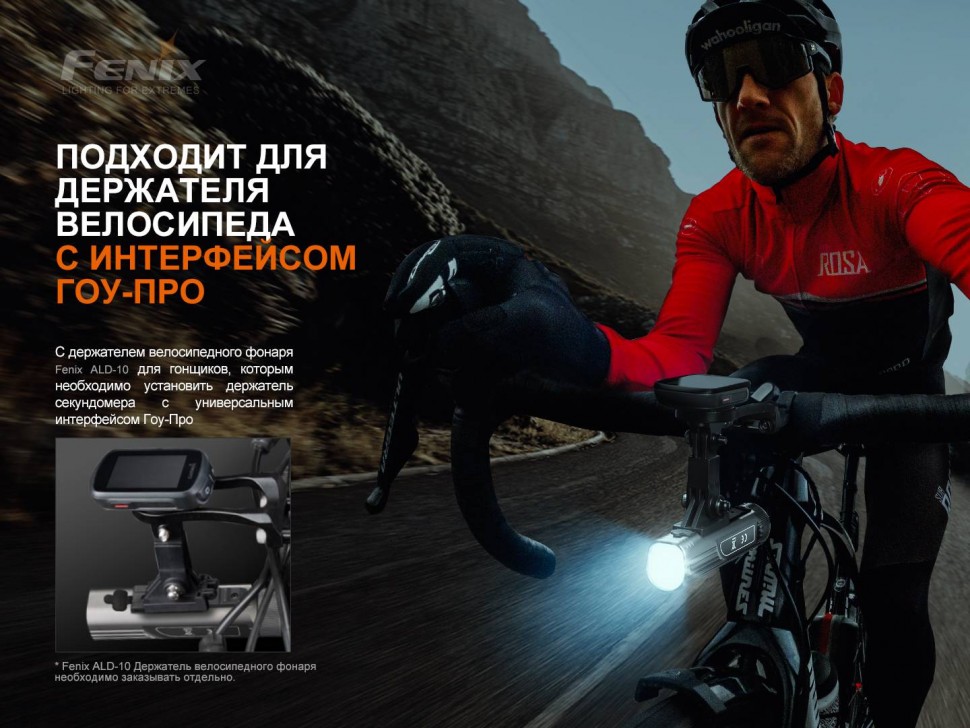 FENIX
LIGHTING FOR EXTREMES
wahooligan
ПОДХОДИТ ДЛЯ
ДЕРЖАТЕЛЯ
ВЕЛОСИПЕДА
С ИНТЕРФЕЙСОМ
ГОУ-ПРО
ROSA
С держателем велосипедного фонаря
Fenix ALD-10 для гонщиков, которым
необходимо установить держатель
секундомера с универсальным
интерфейсом Гоу-Про
* Fenix ALD-10 Держатель велосипедного фонаря
необходимо заказывать отдельно.